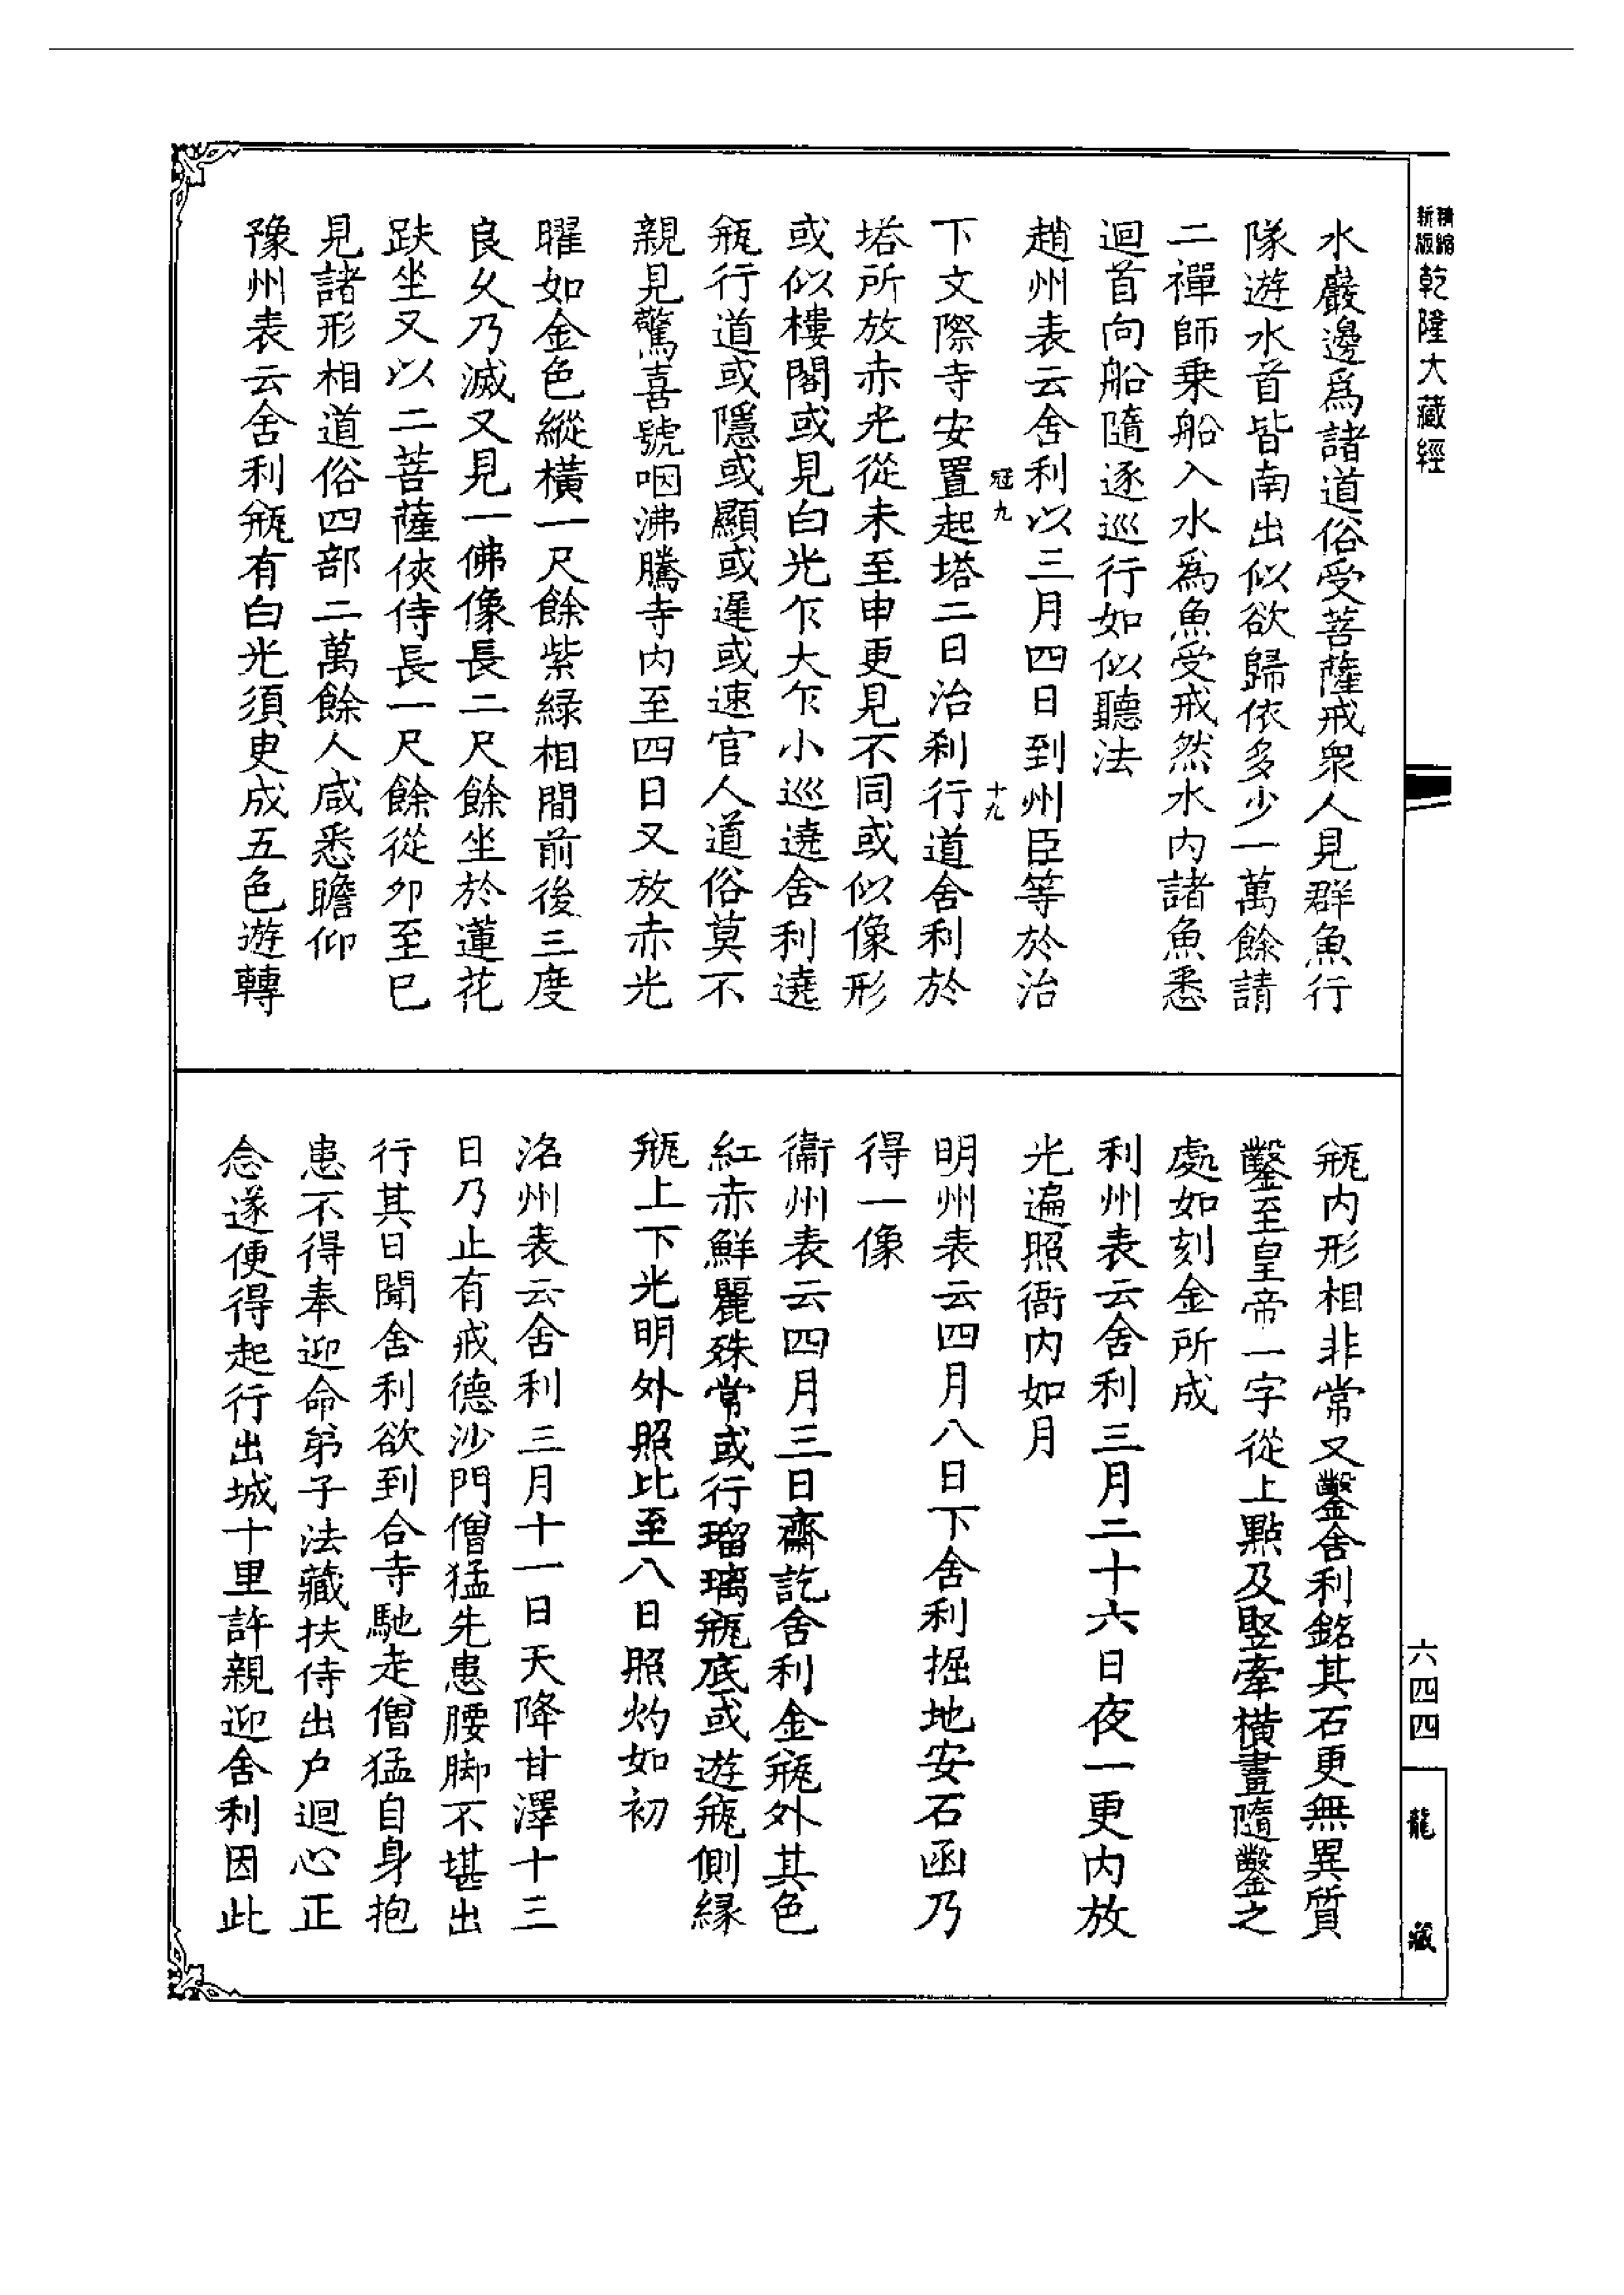 精縮
新版
乾隆大藏經
水巖邊爲諸道俗受菩薩戒衆人見群魚行
隊遊水首皆南出似欲歸依多少一萬餘請
二禪師乗船入水爲魚受戒然水内諸魚悉
迴首向船隨逐巡行如似聽法
趙州表云舍利以三月四日到州臣等於治
冠九
十九
下文際寺安置起塔二日治刹行道舍利於
塔所放赤光從未至申更見不同或似像形
或似樓閣或見白光乍大乍小巡遶舍利遶
瓶行道或隱或顯或遲或速官人道俗莫不
親見驚喜號咽沸騰寺内至四日又放赤光
曜如金色縱橫一尺餘紫緑相間前後三度
良久乃滅又見一佛像長二尺餘坐於蓮花
趺坐又以二菩薩俠侍長一尺餘從卯至巳
見諸形相道俗四部二萬餘人咸悉瞻仰
豫州表云舍利瓶有白光須臾成五色遊轉
瓶内形相非常又鑿舍利銘其石更無異質
鑿至皇帝一字從上點及竪牽橫畫隨鑿之
處如刻金所成
利州表云舍利三月二十六日夜一更内放
光遍照衙内如月
明州表云四月八日下舍利掘地安石函乃
得一像
衛州表云四月三日齋訖舍利金瓶外其色
紅赤鮮麗殊常或行瑠璃瓶底或遊瓶側縁
瓶上下光明外照比至八日照灼如初
洛州表云舍利三月十一日天降甘澤十三
日乃止有戒德沙門僧猛先患腰脚不堪出
行其日聞舍利欲到合寺馳走僧猛自身抱
患不得奉迎命弟子法藏扶侍出户迴心正
念遂便得起行出城十里許親迎舍利因此
六四四
龍藏